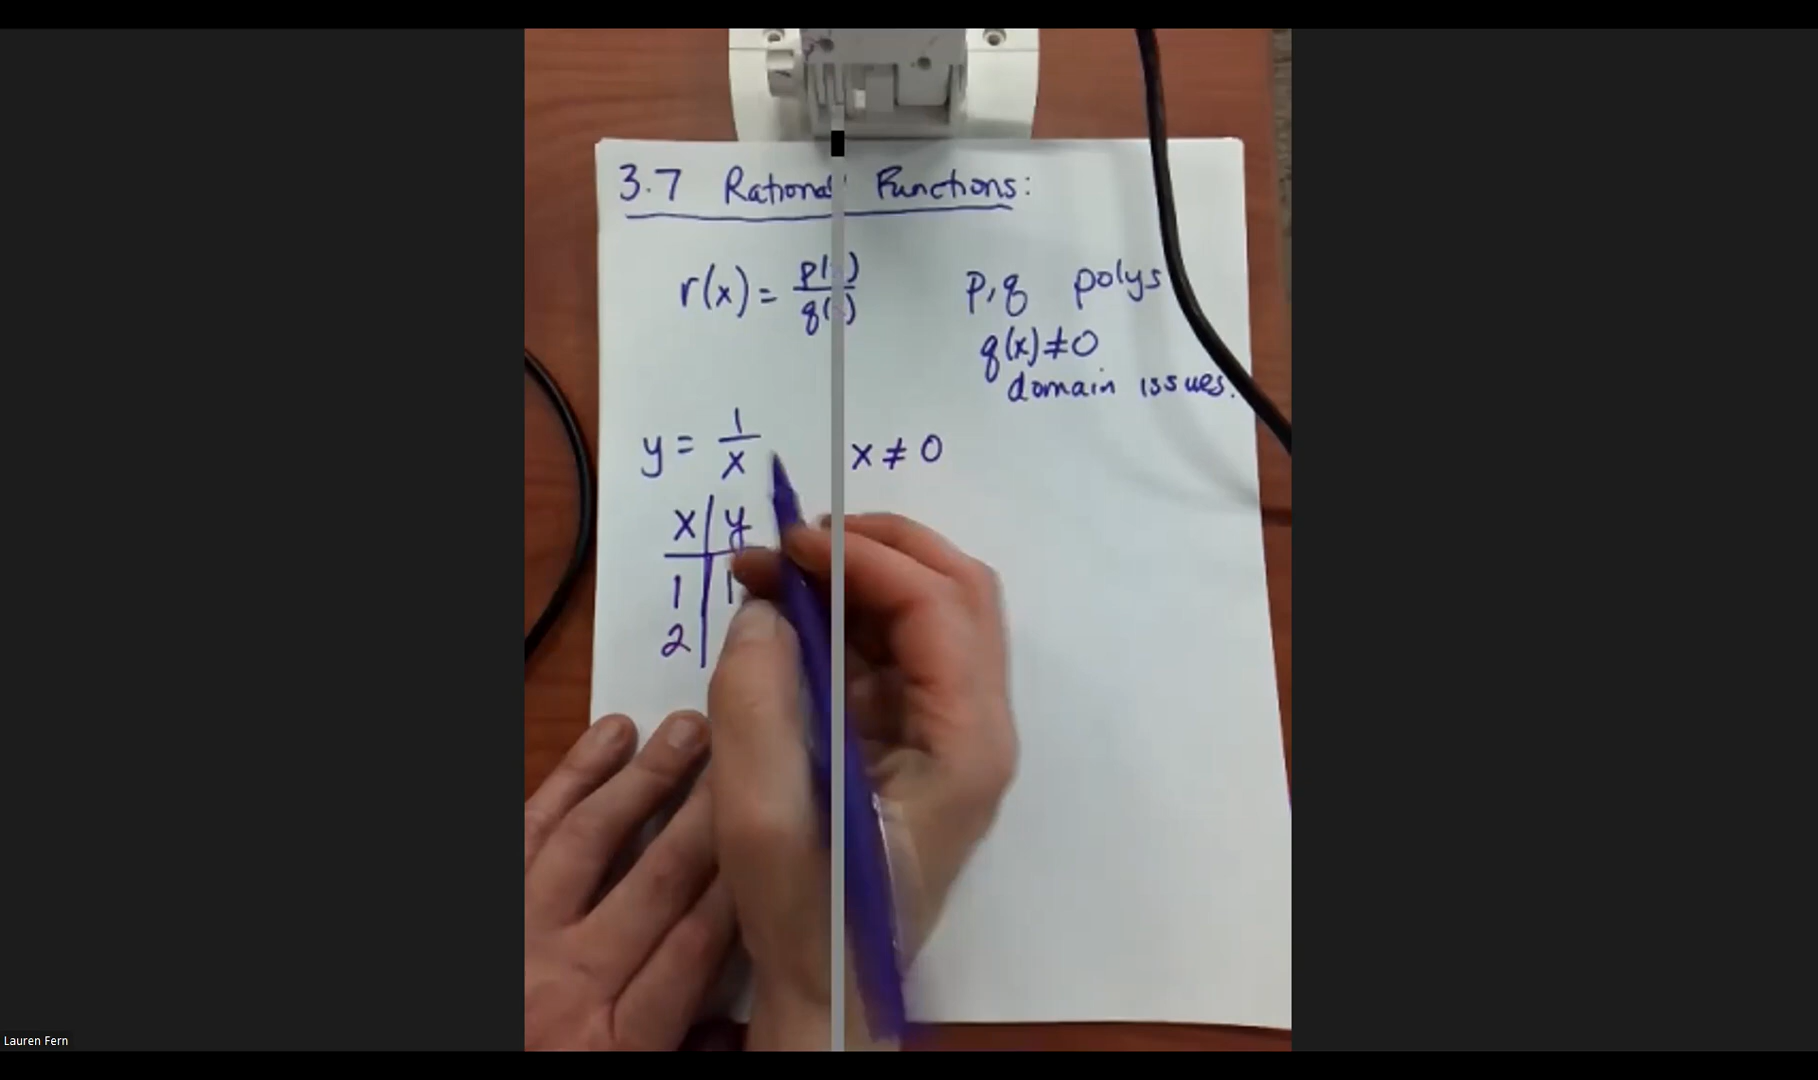 3.7 Rational Functions:
r(x) = p(x)/q(x)
p,q polys
q(x)≠0
domain issues.
y = 1/x
x ≠ 0
x | y
1 | 1
2 |
Lauren Fern